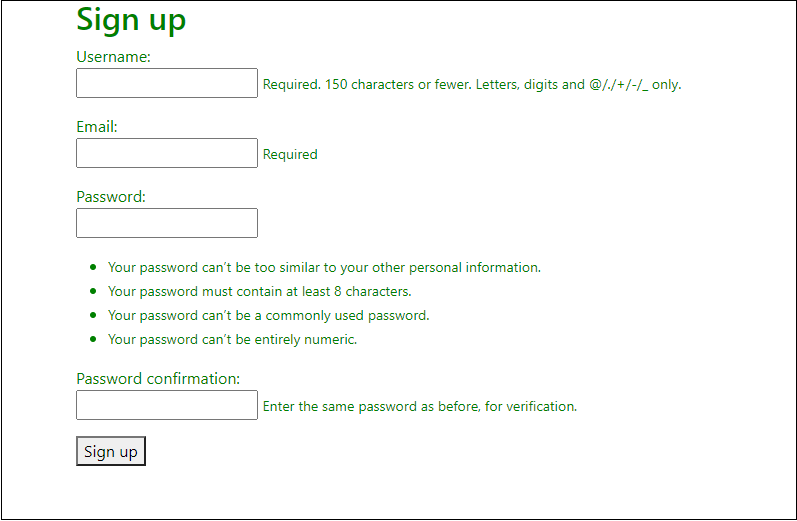 Sign up
Username:
Required. 150 characters or fewer. Letters, digits and @/./+/-/_ only.
Email:
Required
Password:
• Your password can't be too similar to your other personal information.
• Your password must contain at least 8 characters.
• Your password can't be a commonly used password.
• Your password can't be entirely numeric.
Password confirmation:
Enter the same password as before, for verification.
Sign up